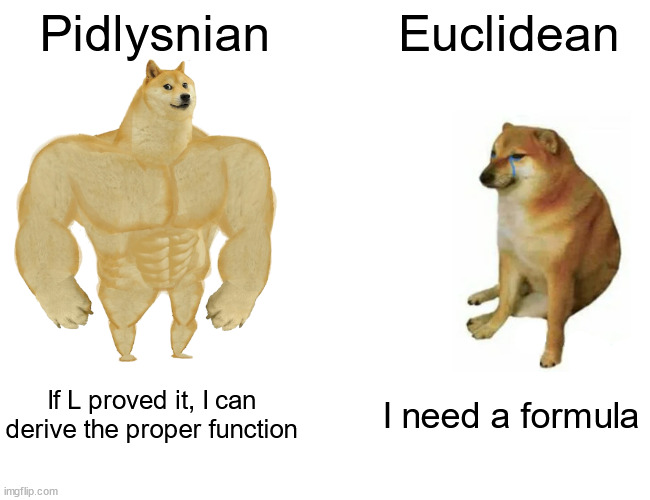 Pidlysnian
Euclidean
If L proved it, I can
derive the proper function
I need a formula
imgflip.com